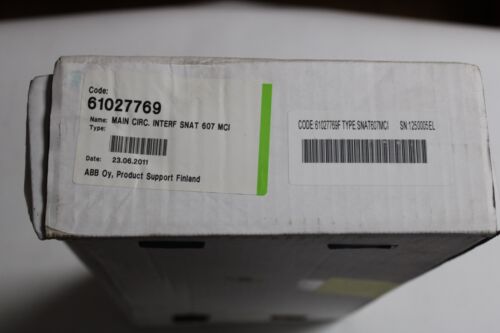 Code:
61027769
Name: MAIN CIRC. INTERF SNAT 607 MCI
Type:
Date: 23.06.2011
ABB Oy, Product Support Finland
CODE:61027769F TYPE:SNAT607MCI SN:1250005EL